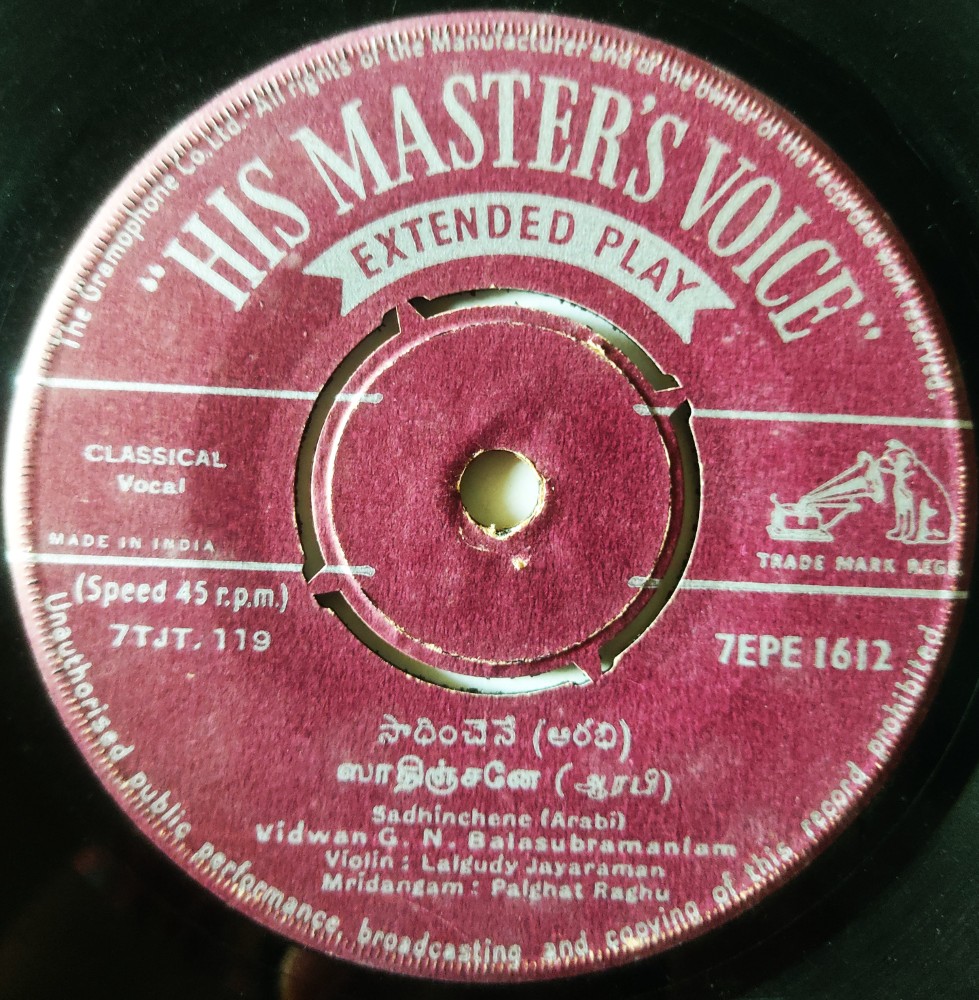 The Gramophone Co. Ltd. All rights of the Manufacturer and of the owner of the recorded work reserved.
"HIS MASTER'S VOICE"
EXTENDED PLAY
CLASSICAL
Vocal
MADE IN INDIA
TRADE MARK REGD.
(Speed 45 r.p.m.)
7TJT. 119
7EPE 1612
సాధించెనే (ఆరభి)
ஸாதிஞ்சனே (ஆரபி)
Sadhinchene (Arabi)
Vidwan G. N. Balasubramaniam
Violin : Lalgudy Jayaraman
Mridangam : Palghat Raghu
Unauthorised public performance, broadcasting and copying of this record prohibited.